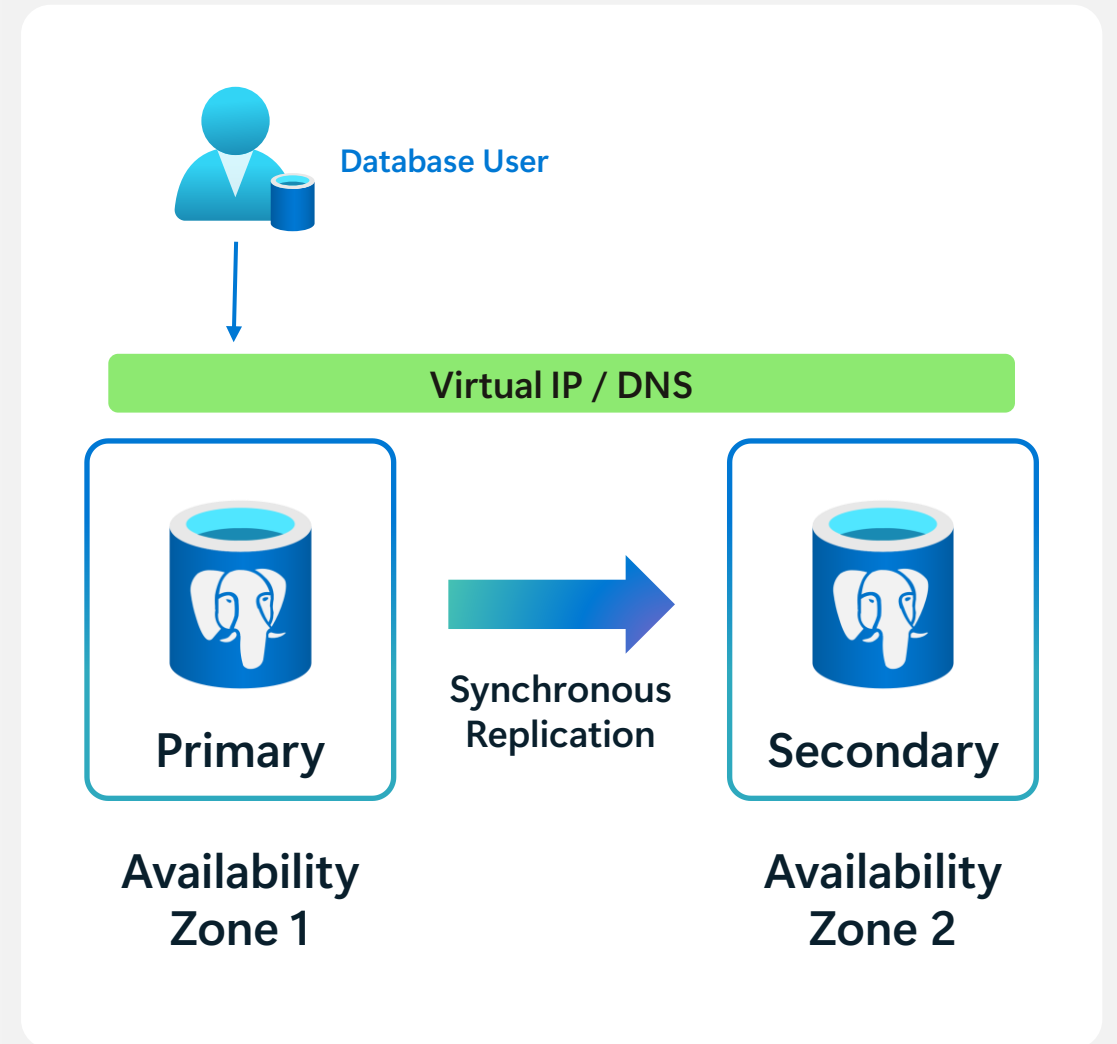 Database User
Virtual IP / DNS
Synchronous
Replication
Primary
Secondary
Availability
Zone 1
Availability
Zone 2